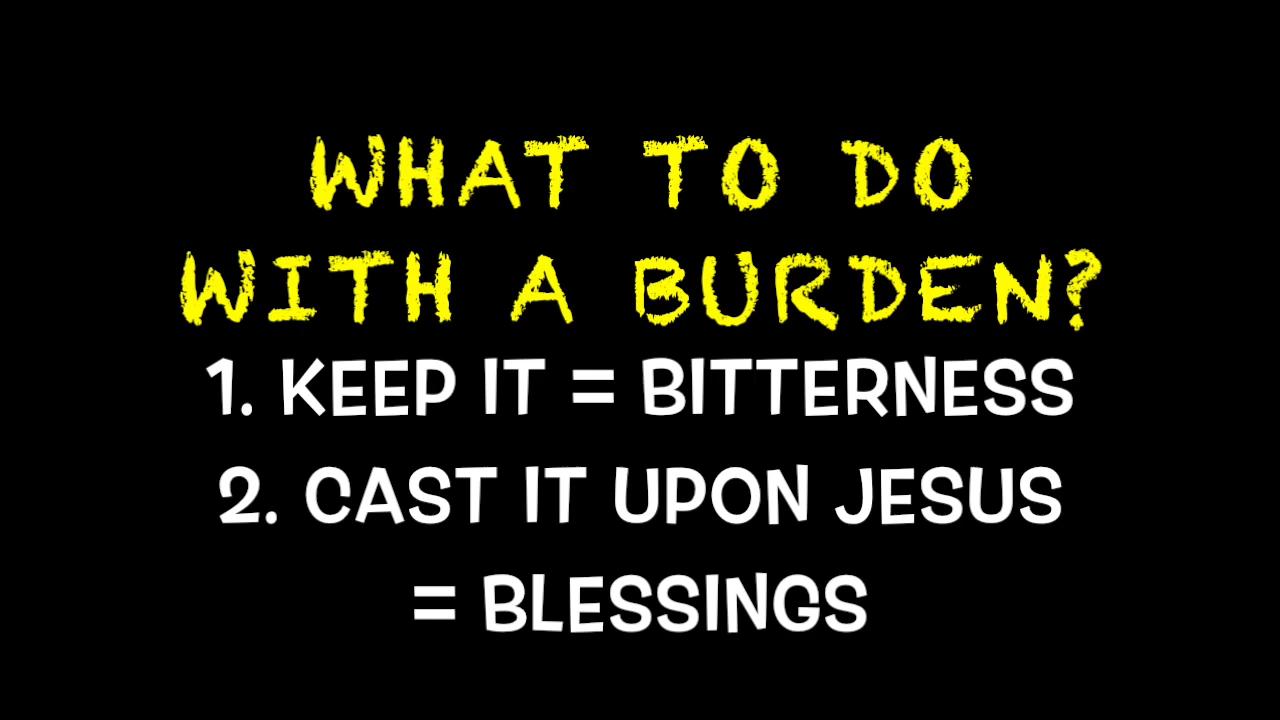 WHAT TO DO
WITH A BURDEN?
1. KEEP IT = BITTERNESS
2. CAST IT UPON JESUS
= BLESSINGS